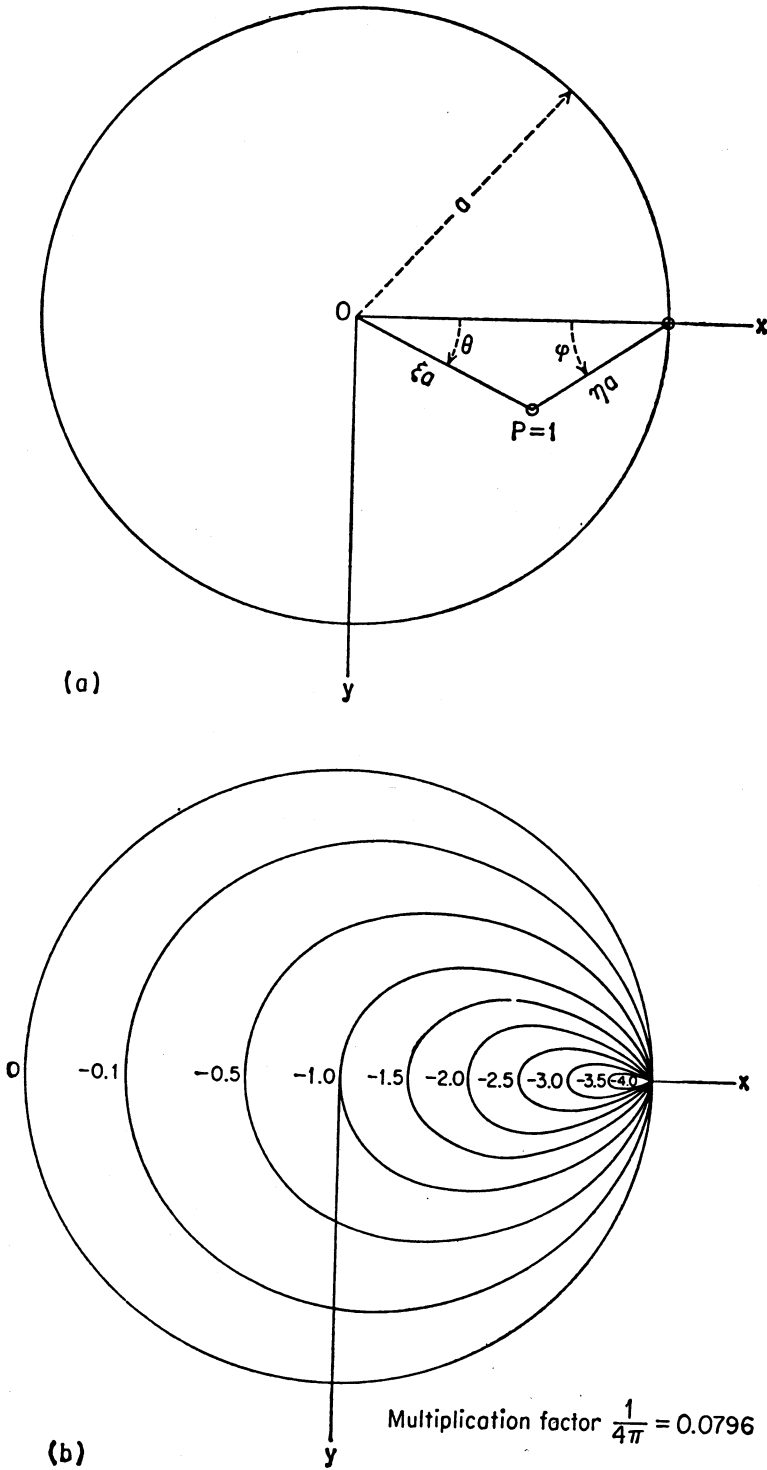 a
O
x
θ
φ
ξa
ηa
P=1
(a)
y
0 -0.1 -0.5 -1.0 -1.5 -2.0 -2.5 -3.0 -3.5 -4.0 x
Multiplication factor 1/4π = 0.0796
(b)
y